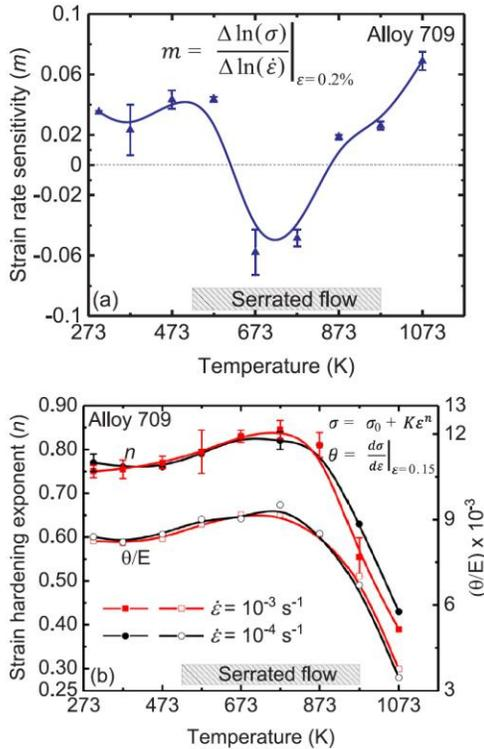 Alloy 709
m = Δ ln(σ) / Δ ln(ε̇) |ε=0.2%
0.1
0.06
0.02
0
-0.02
-0.06
-0.1
Strain rate sensitivity (m)
(a)
Serrated flow
273 473 673 873 1073
Temperature (K)
Alloy 709
σ = σ0 + Kεⁿ
θ = dσ/dε |ε=0.15
n
θ/E
ε̇ = 10⁻³ s⁻¹
ε̇ = 10⁻⁴ s⁻¹
0.90
0.80
0.70
0.60
0.50
0.40
0.30
0.25
Strain hardening exponent (n)
13
12
9
6
3
(θ/E) x 10⁻³
(b)
Serrated flow
273 473 673 873 1073
Temperature (K)